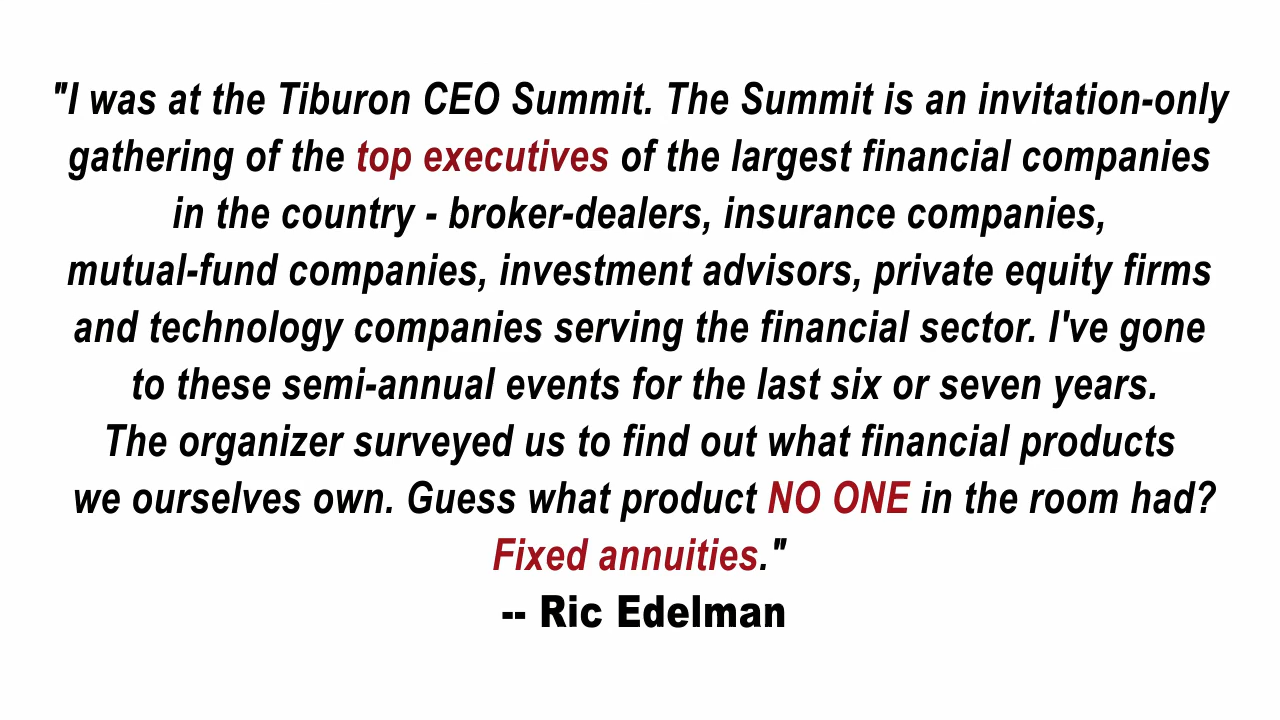 "I was at the Tiburon CEO Summit. The Summit is an invitation-only
gathering of the top executives of the largest financial companies
in the country - broker-dealers, insurance companies,
mutual-fund companies, investment advisors, private equity firms
and technology companies serving the financial sector. I've gone
to these semi-annual events for the last six or seven years.
The organizer surveyed us to find out what financial products
we ourselves own. Guess what product NO ONE in the room had?
Fixed annuities."
-- Ric Edelman